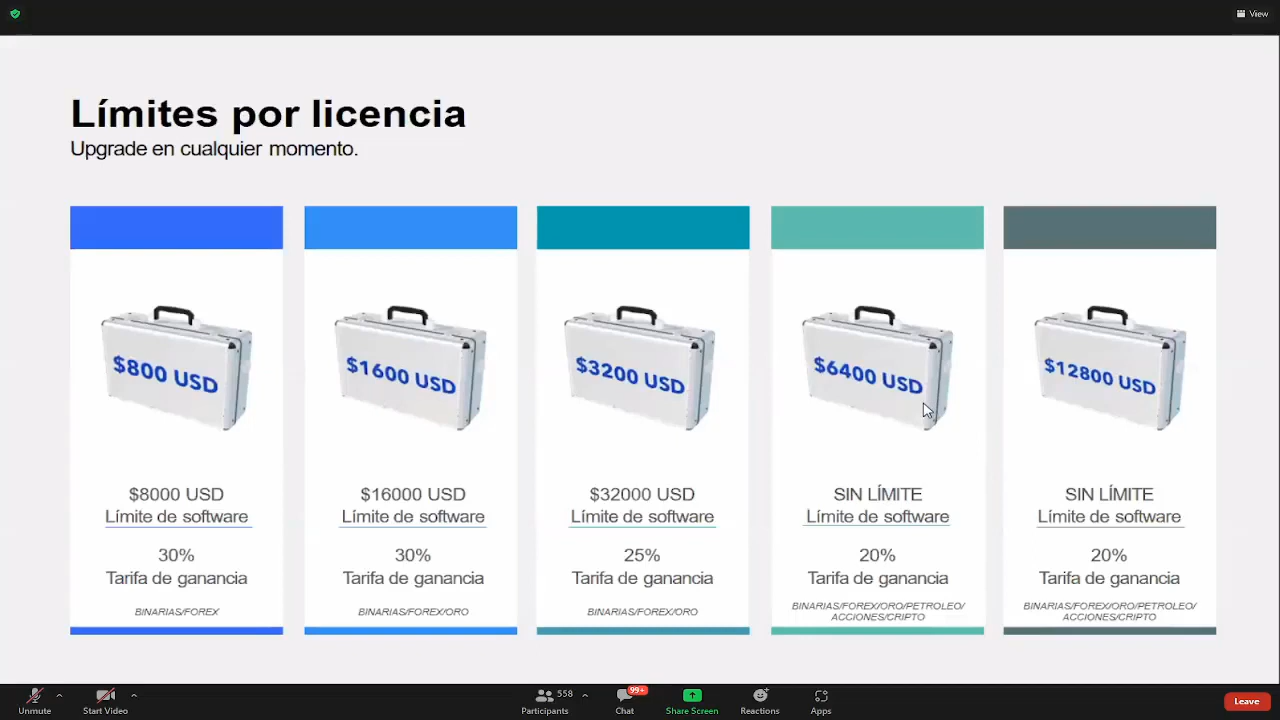 View
Límites por licencia
Upgrade en cualquier momento.
$800 USD
$8000 USD
Límite de software
30%
Tarifa de ganancia
BINARIAS/FOREX
$1600 USD
$16000 USD
Límite de software
30%
Tarifa de ganancia
BINARIAS/FOREX/ORO
$3200 USD
$32000 USD
Límite de software
25%
Tarifa de ganancia
BINARIAS/FOREX/ORO
$6400 USD
SIN LÍMITE
Límite de software
20%
Tarifa de ganancia
BINARIAS/FOREX/ORO/PETROLEO/
ACCIONES/CRIPTO
$12800 USD
SIN LÍMITE
Límite de software
20%
Tarifa de ganancia
BINARIAS/FOREX/ORO/PETROLEO/
ACCIONES/CRIPTO
Unmute
Start Video
558
Participants
99+
Chat
Share Screen
Reactions
Apps
Leave